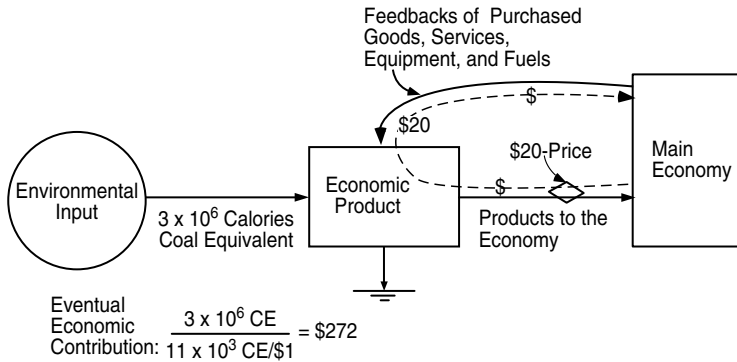 Feedbacks of Purchased
Goods, Services,
Equipment, and Fuels
$
$20
$20-Price
Main
Economy
Environmental
Input
Economic
Product
$
3 x 10⁶ Calories
Coal Equivalent
Products to the
Economy
Eventual
Economic
Contribution:
3 x 10⁶ CE
11 x 10³ CE/$1
= $272